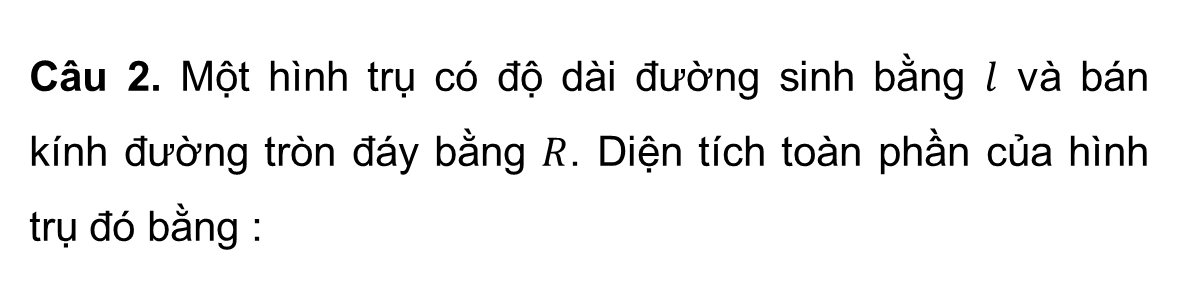 Câu 2. Một hình trụ có độ dài đường sinh bằng l và bán
kính đường tròn đáy bằng R. Diện tích toàn phần của hình
trụ đó bằng :